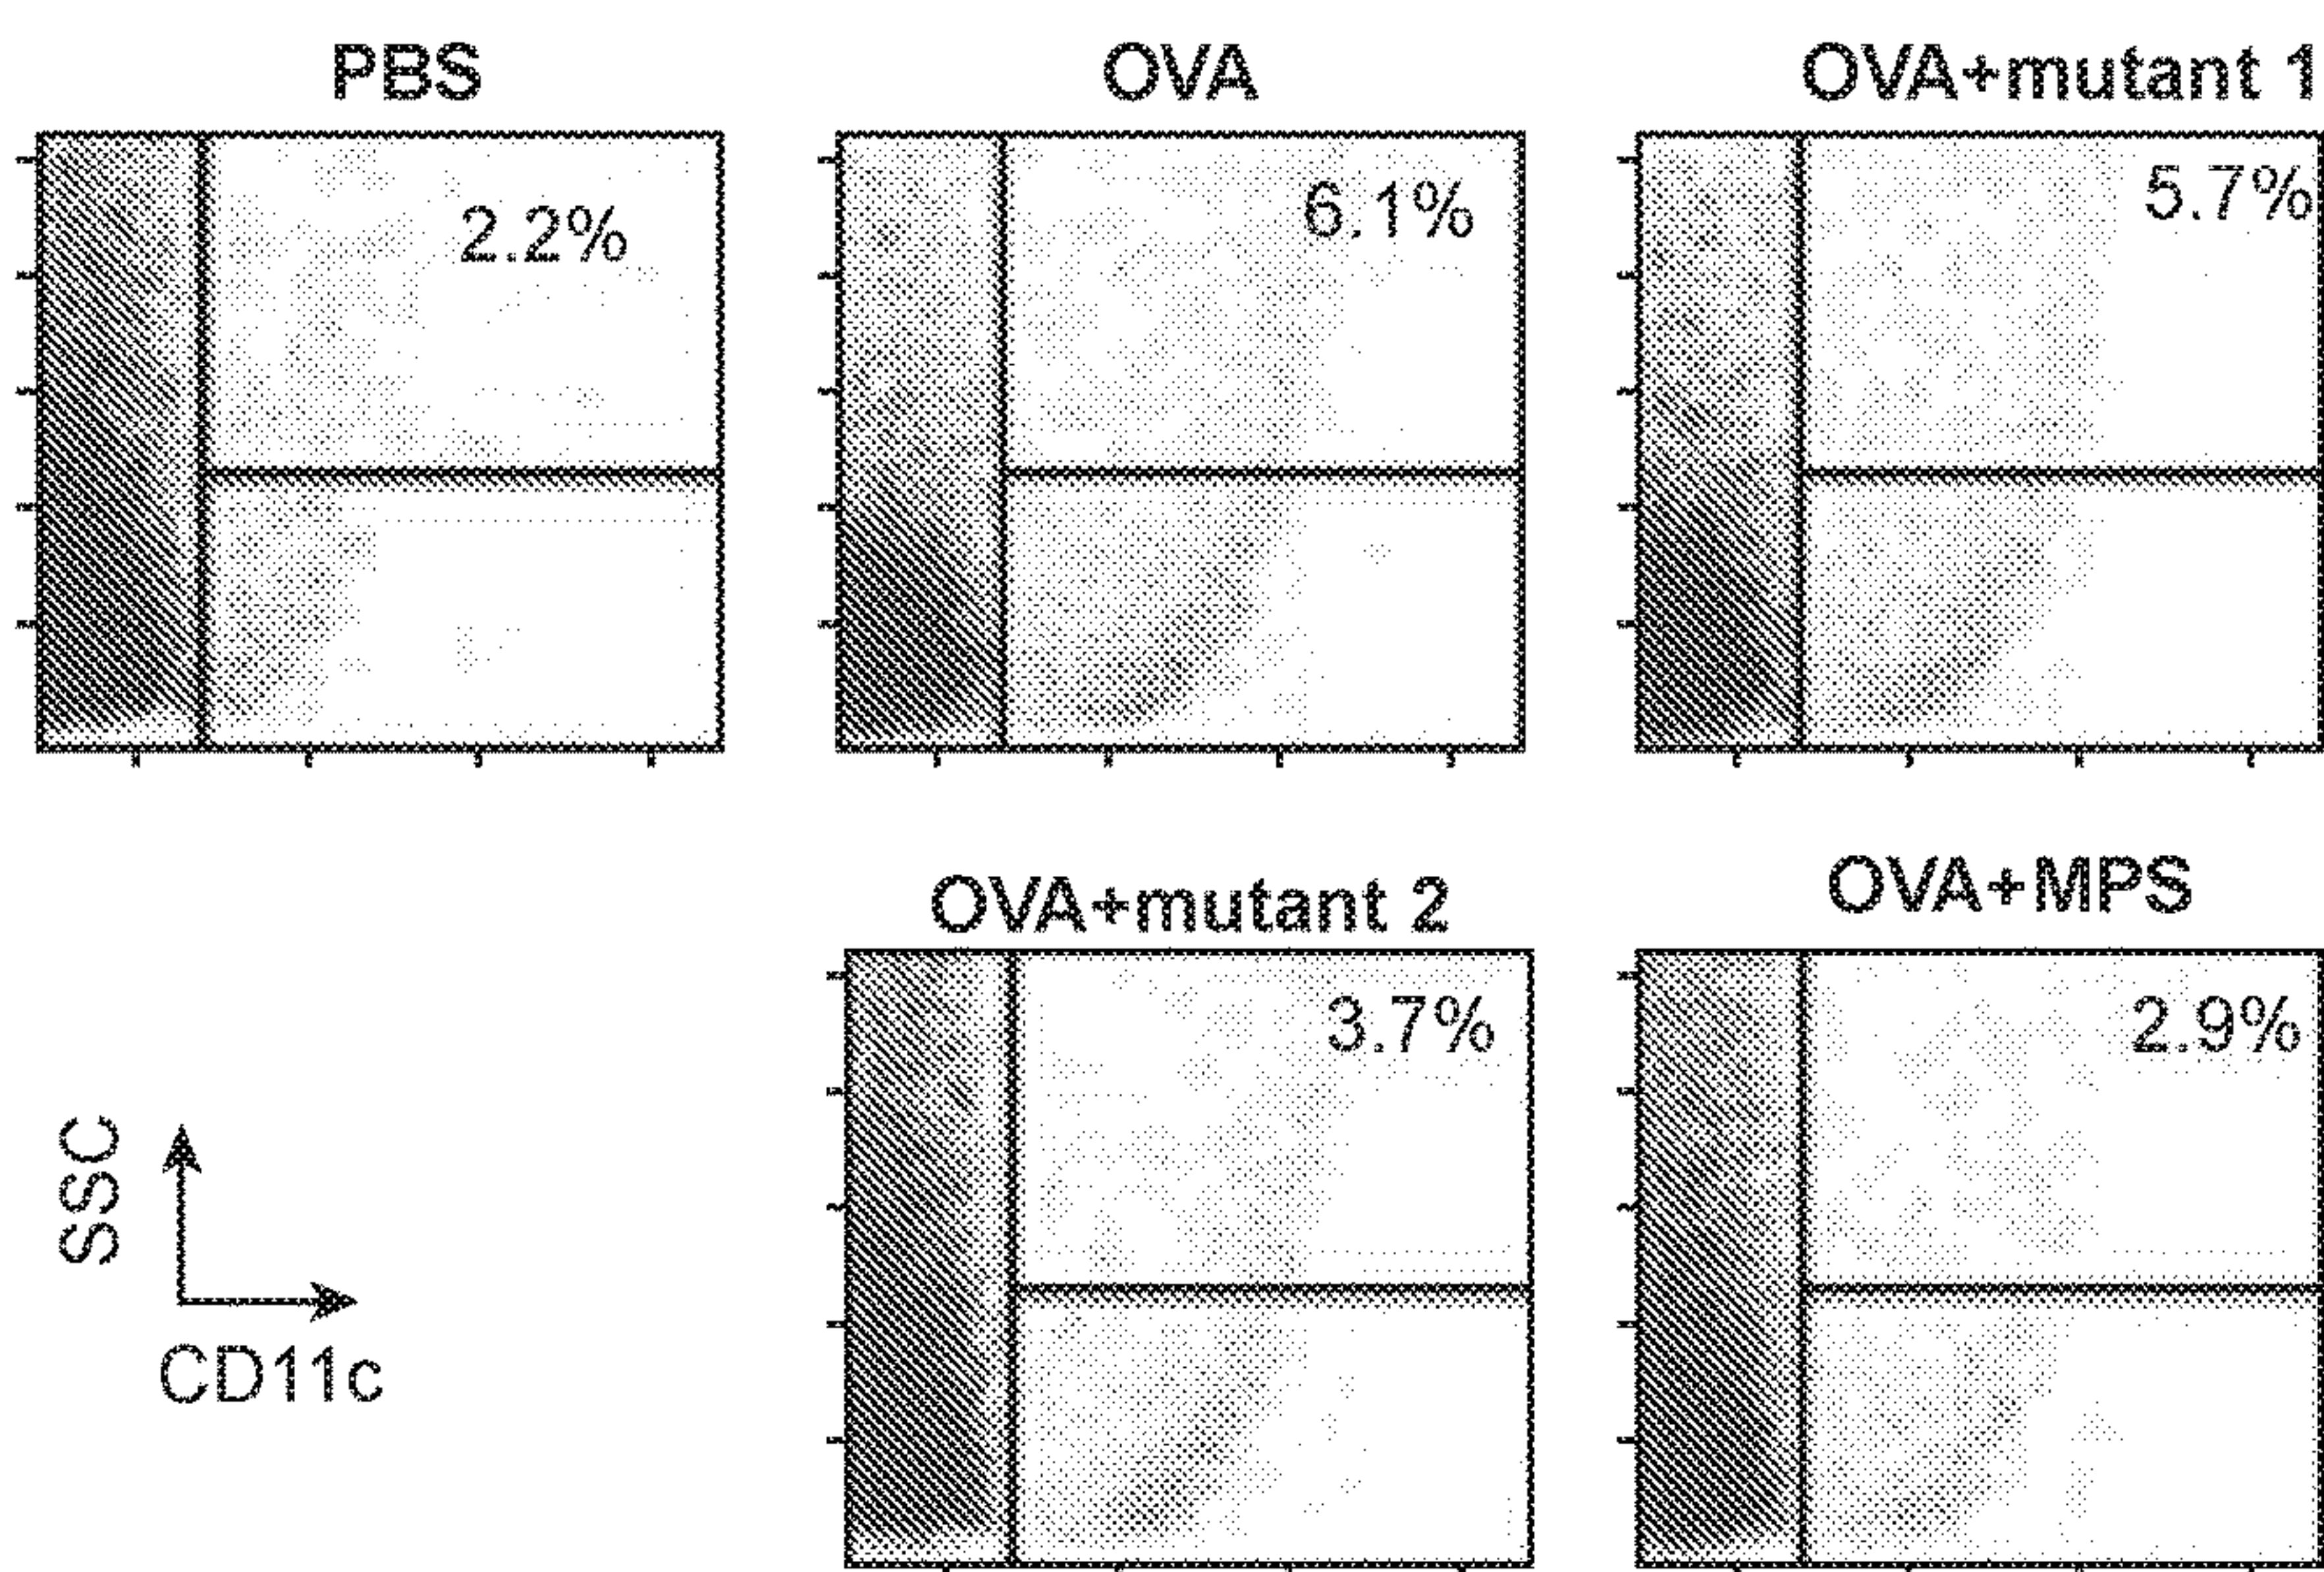 PBS
OVA
OVA+mutant 1
2.2%
6.1%
5.7%
OVA+mutant 2
OVA+MPS
3.7%
2.9%
SSC
CD11c